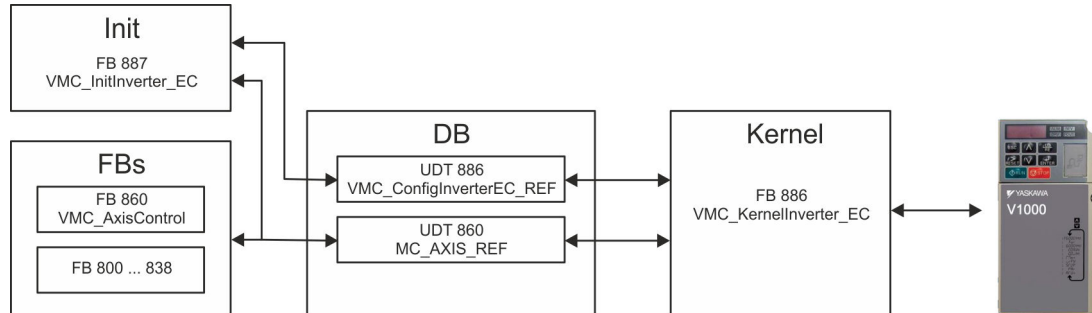 Init
FB 887
VMC_InitInverter_EC
FBs
FB 860
VMC_AxisControl
FB 800 ... 838
DB
UDT 886
VMC_ConfigInverterEC_REF
UDT 860
MC_AXIS_REF
Kernel
FB 886
VMC_KernelInverter_EC
YASKAWA
V1000